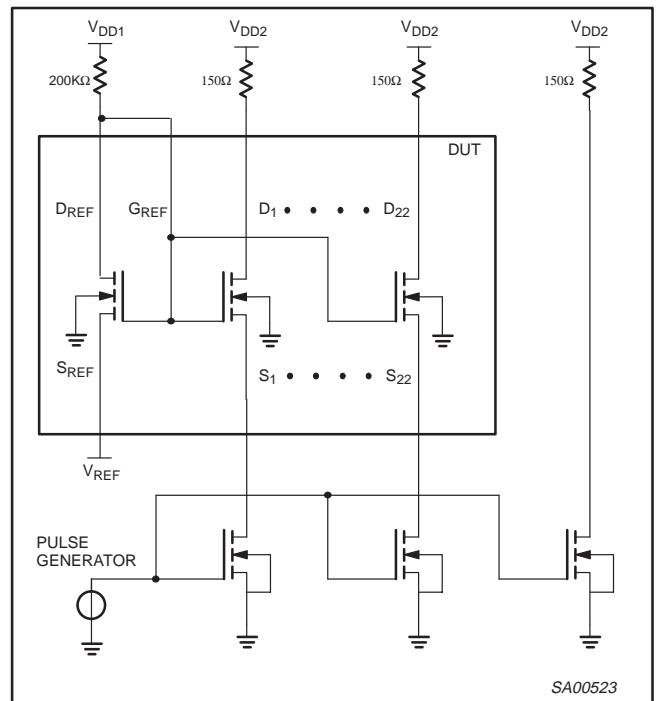 VDD1 VDD2 VDD2 VDD2
200KΩ 150Ω 150Ω 150Ω
DUT
DREF GREF D1 • • • • D22
SREF S1 • • • • S22
VREF
PULSE
GENERATOR
SA00523